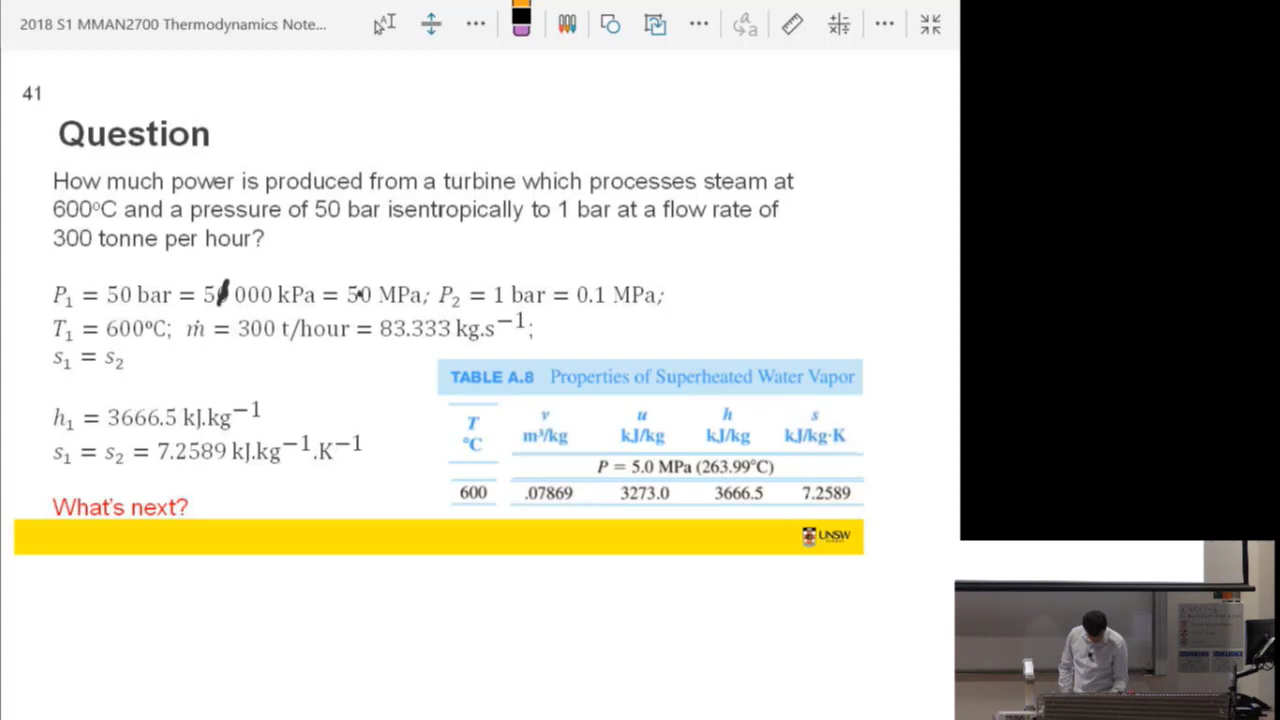 2018 S1 MMAN2700 Thermodynamics Note...
41
Question
How much power is produced from a turbine which processes steam at
600°C and a pressure of 50 bar isentropically to 1 bar at a flow rate of
300 tonne per hour?
P₁ = 50 bar = 5 000 kPa = 5.0 MPa; P₂ = 1 bar = 0.1 MPa;
T₁ = 600°C; ṁ = 300 t/hour = 83.333 kg.s⁻¹;
s₁ = s₂
h₁ = 3666.5 kJ.kg⁻¹
s₁ = s₂ = 7.2589 kJ.kg⁻¹.K⁻¹
What's next?
TABLE A.8 Properties of Superheated Water Vapor
T v u h s
°C m³/kg kJ/kg kJ/kg kJ/kg·K
P = 5.0 MPa (263.99°C)
600 .07869 3273.0 3666.5 7.2589
UNSW